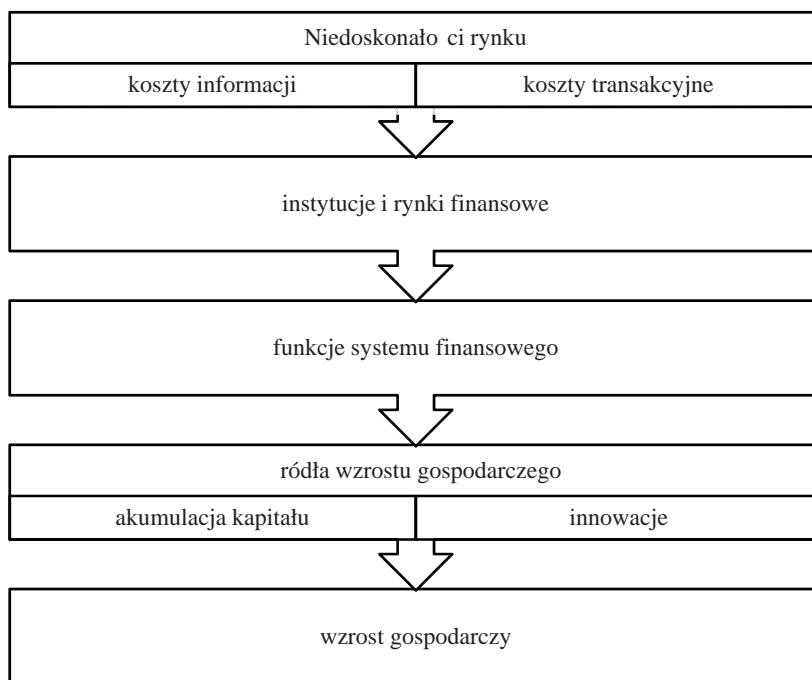 Niedoskonało ci rynku
koszty informacji
koszty transakcyjne
instytucje i rynki finansowe
funkcje systemu finansowego
ródła wzrostu gospodarczego
akumulacja kapitału
innowacje
wzrost gospodarczy